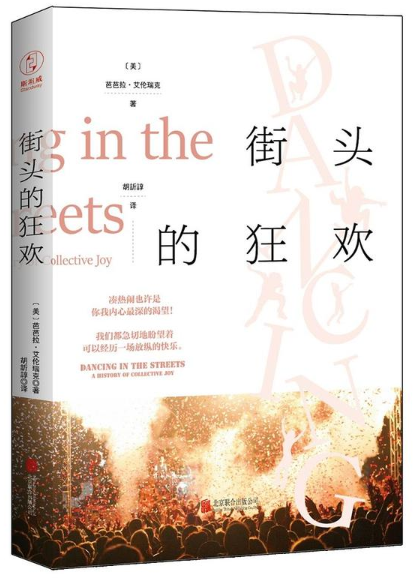 斯坦威
街头的狂欢
〔美〕芭芭拉·艾伦瑞克 著
胡訢諄 译
〔美〕
芭芭拉·艾伦瑞克
著
g in the
街头
eets
胡訢諄
译
的狂欢
Collective Joy
凑热闹也许是
你我内心最深的渴望!
我们都急切地盼望着
可以经历一场放纵的快乐。
DANCING IN THE STREETS
A HISTORY OF COLLECTIVE JOY
DANCING
北京联合出版公司